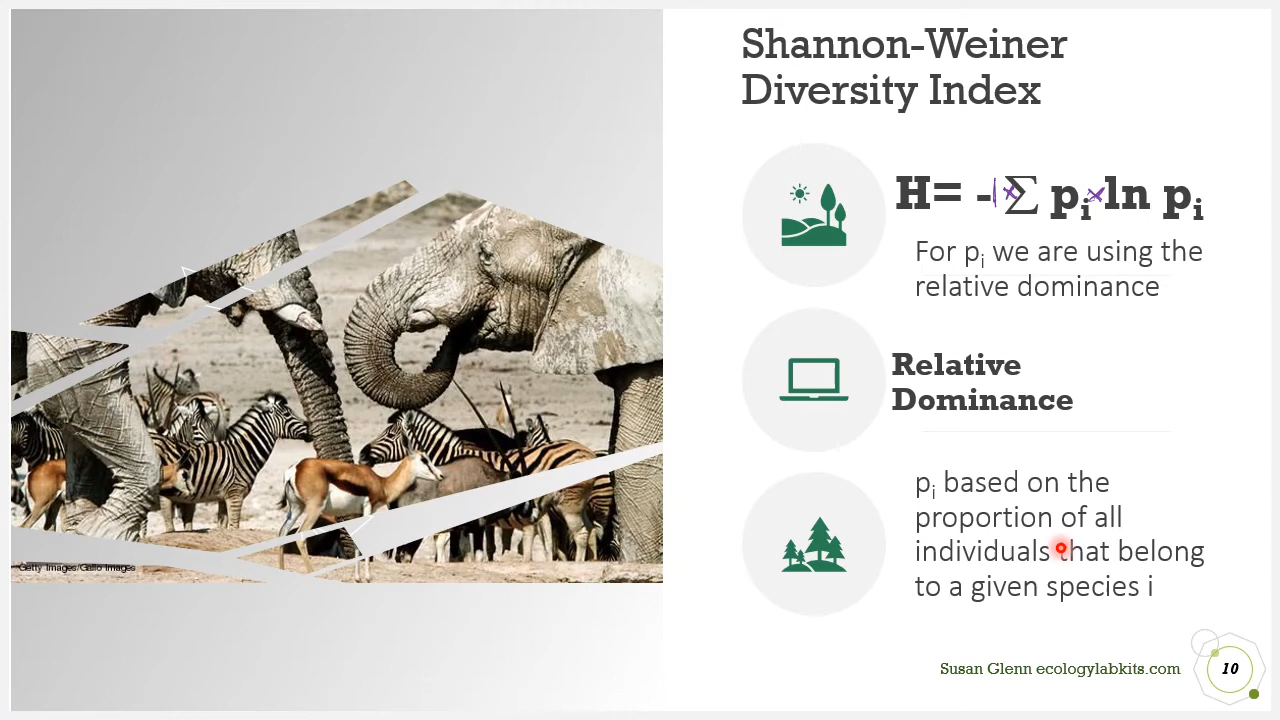 Shannon-Weiner
Diversity Index
H= -1 x ∑ pᵢ x ln pᵢ
For pᵢ we are using the
relative dominance
Relative
Dominance
pᵢ based on the
proportion of all
individuals that belong
to a given species i
Getty Images/Gallo Images
Susan Glenn ecologylabkits.com
10